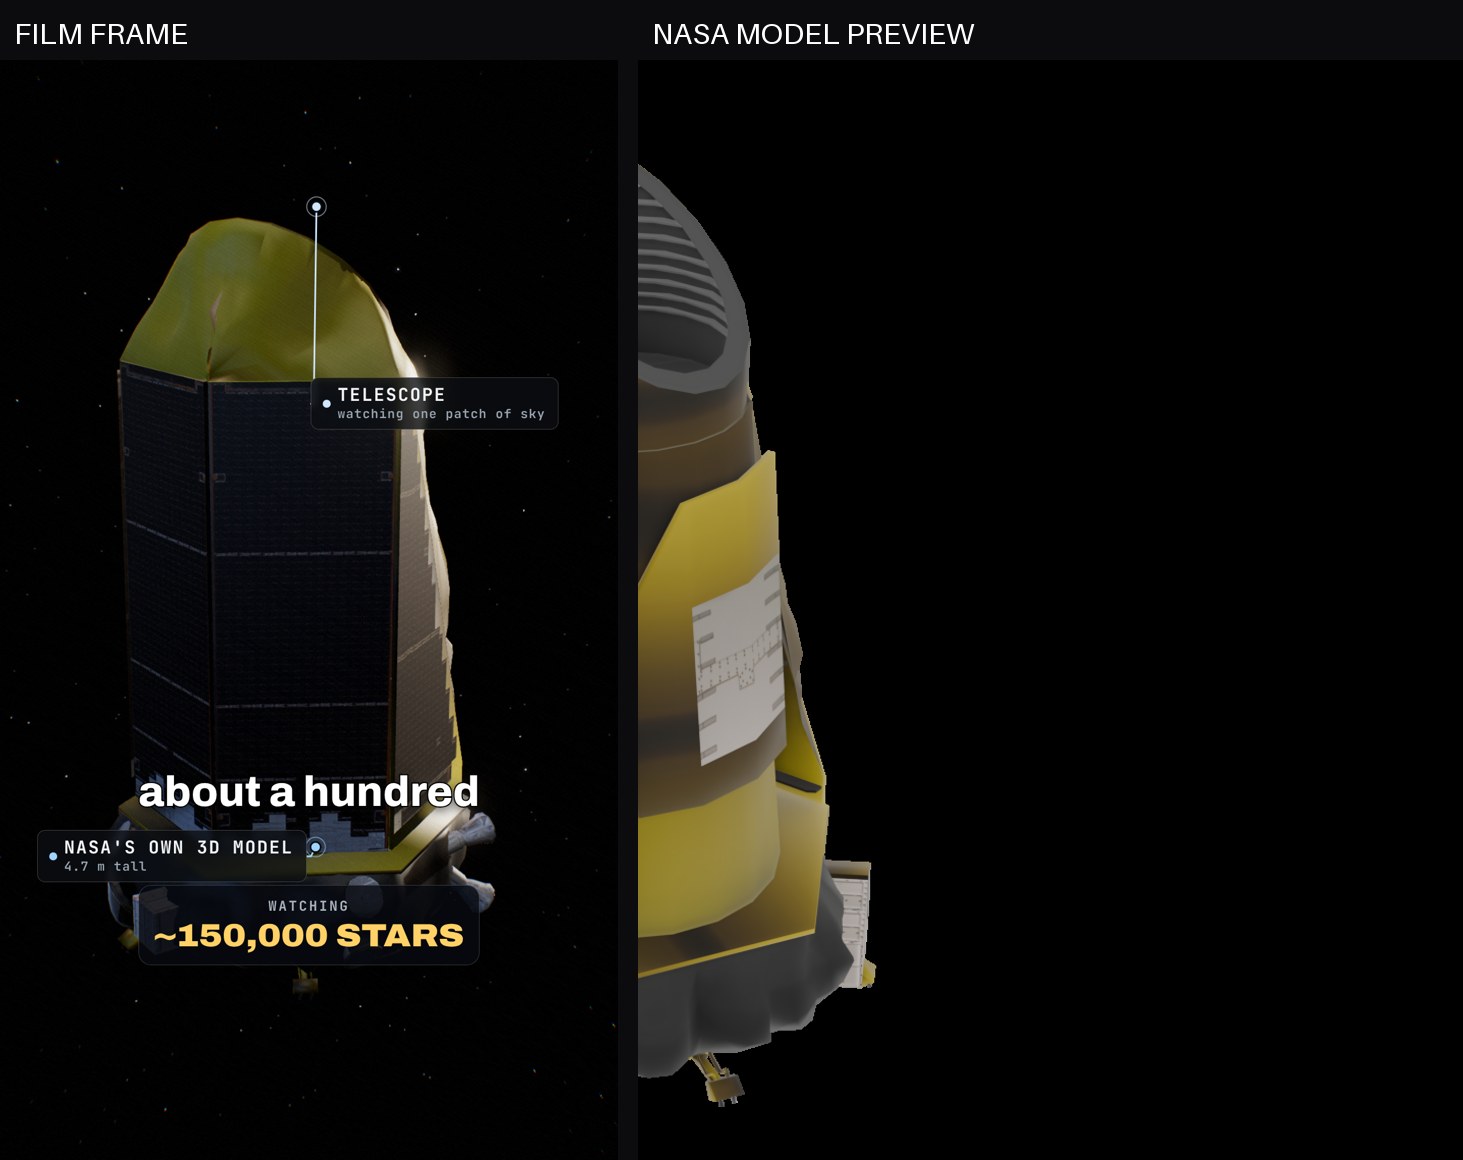 FILM FRAME
NASA MODEL PREVIEW
TELESCOPE
watching one patch of sky
about a hundred
NASA'S OWN 3D MODEL
4.7 m tall
WATCHING
~150,000 STARS